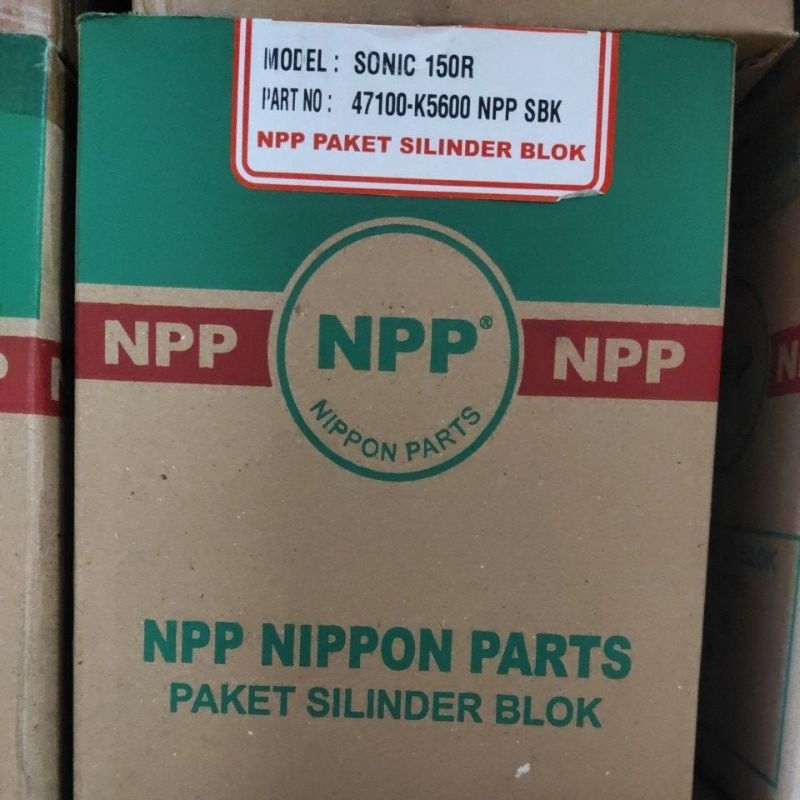 MODEL : SONIC 150R
PART NO : 47100-K5600 NPP SBK
NPP PAKET SILINDER BLOK
NPP
NPP®
NPP
NIPPON PARTS
NPP NIPPON PARTS
PAKET SILINDER BLOK